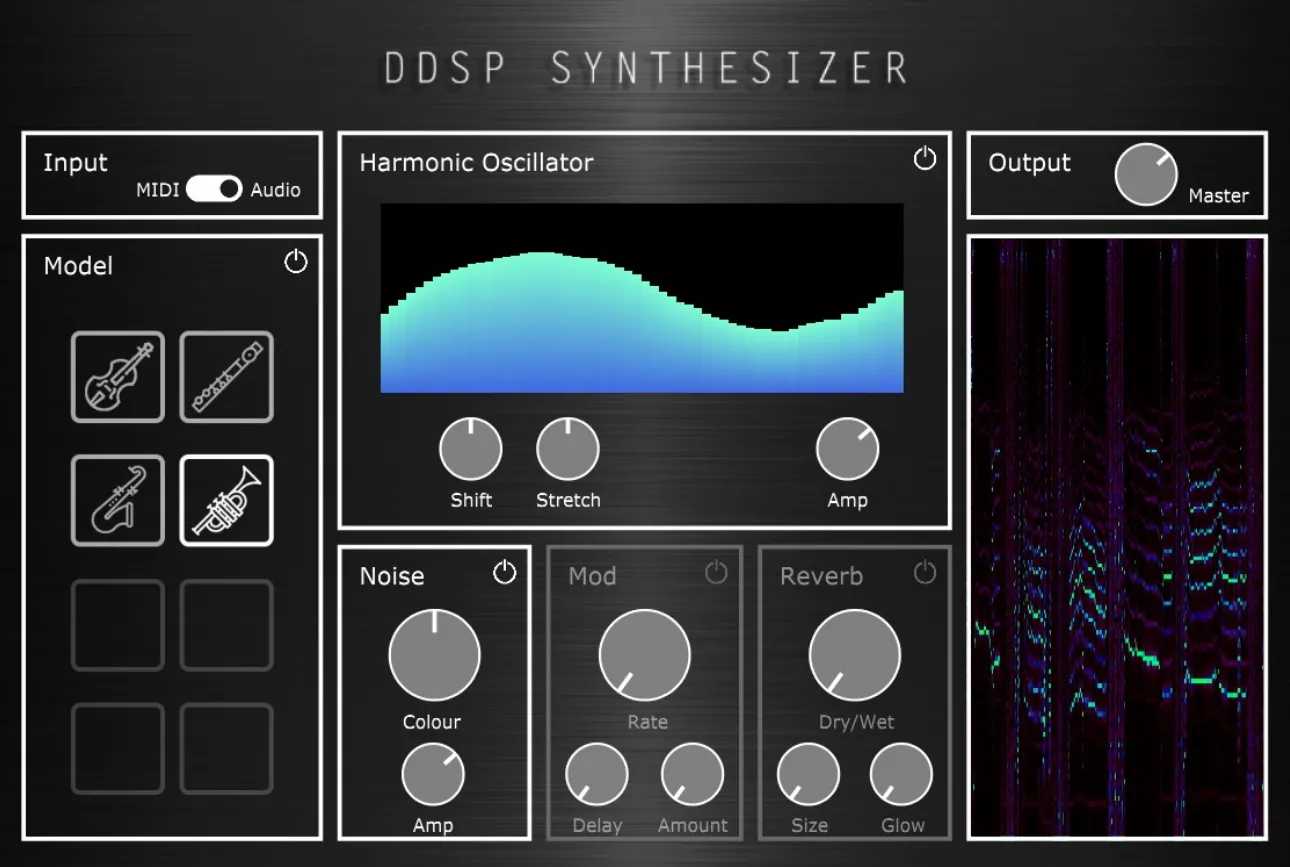 DDSP SYNTHESIZER
Input
MIDI Audio
Model
Harmonic Oscillator
Shift Stretch Amp
Noise
Colour
Amp
Mod
Rate
Delay Amount
Reverb
Dry/Wet
Size Glow
Output
Master